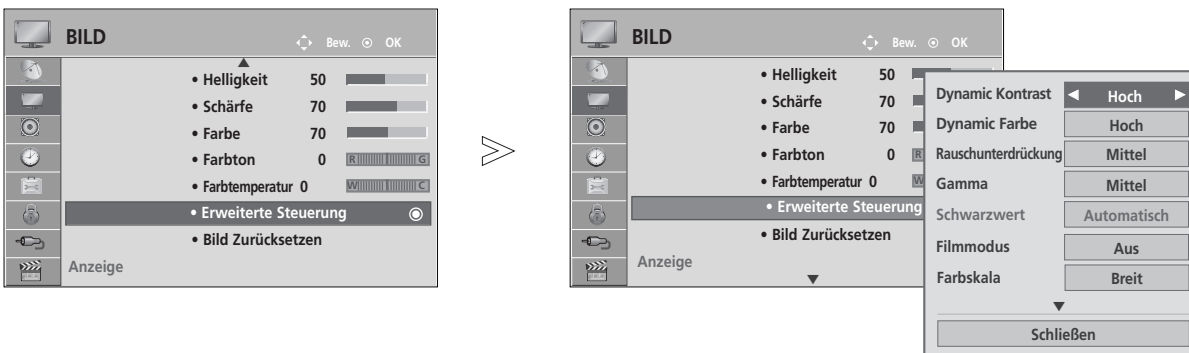 BILD
Bew. OK
• Helligkeit 50
• Schärfe 70
• Farbe 70
• Farbton 0 R G
• Farbtemperatur 0 W C
• Erweiterte Steuerung
• Bild Zurücksetzen
Anzeige
>
BILD
Bew. OK
• Helligkeit 50
• Schärfe 70
• Farbe 70
• Farbton 0 R
• Farbtemperatur 0 W
• Erweiterte Steuerung
• Bild Zurücksetzen
Anzeige
Dynamic Kontrast Hoch
Dynamic Farbe Hoch
Rauschunterdrückung Mittel
Gamma Mittel
Schwarzwert Automatisch
Filmmodus Aus
Farbskala Breit
Schließen